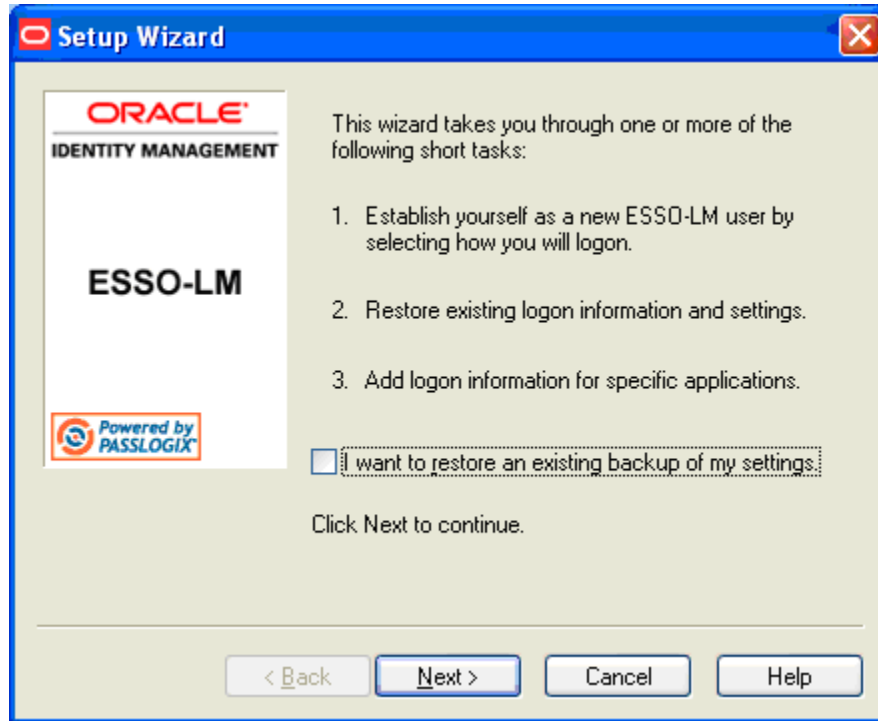 Setup Wizard
ORACLE
IDENTITY MANAGEMENT
ESSO-LM
Powered by
PASSLOGIX
This wizard takes you through one or more of the
following short tasks:
1. Establish yourself as a new ESSO-LM user by
selecting how you will logon.
2. Restore existing logon information and settings.
3. Add logon information for specific applications.
I want to restore an existing backup of my settings.
Click Next to continue.
< Back
Next >
Cancel
Help